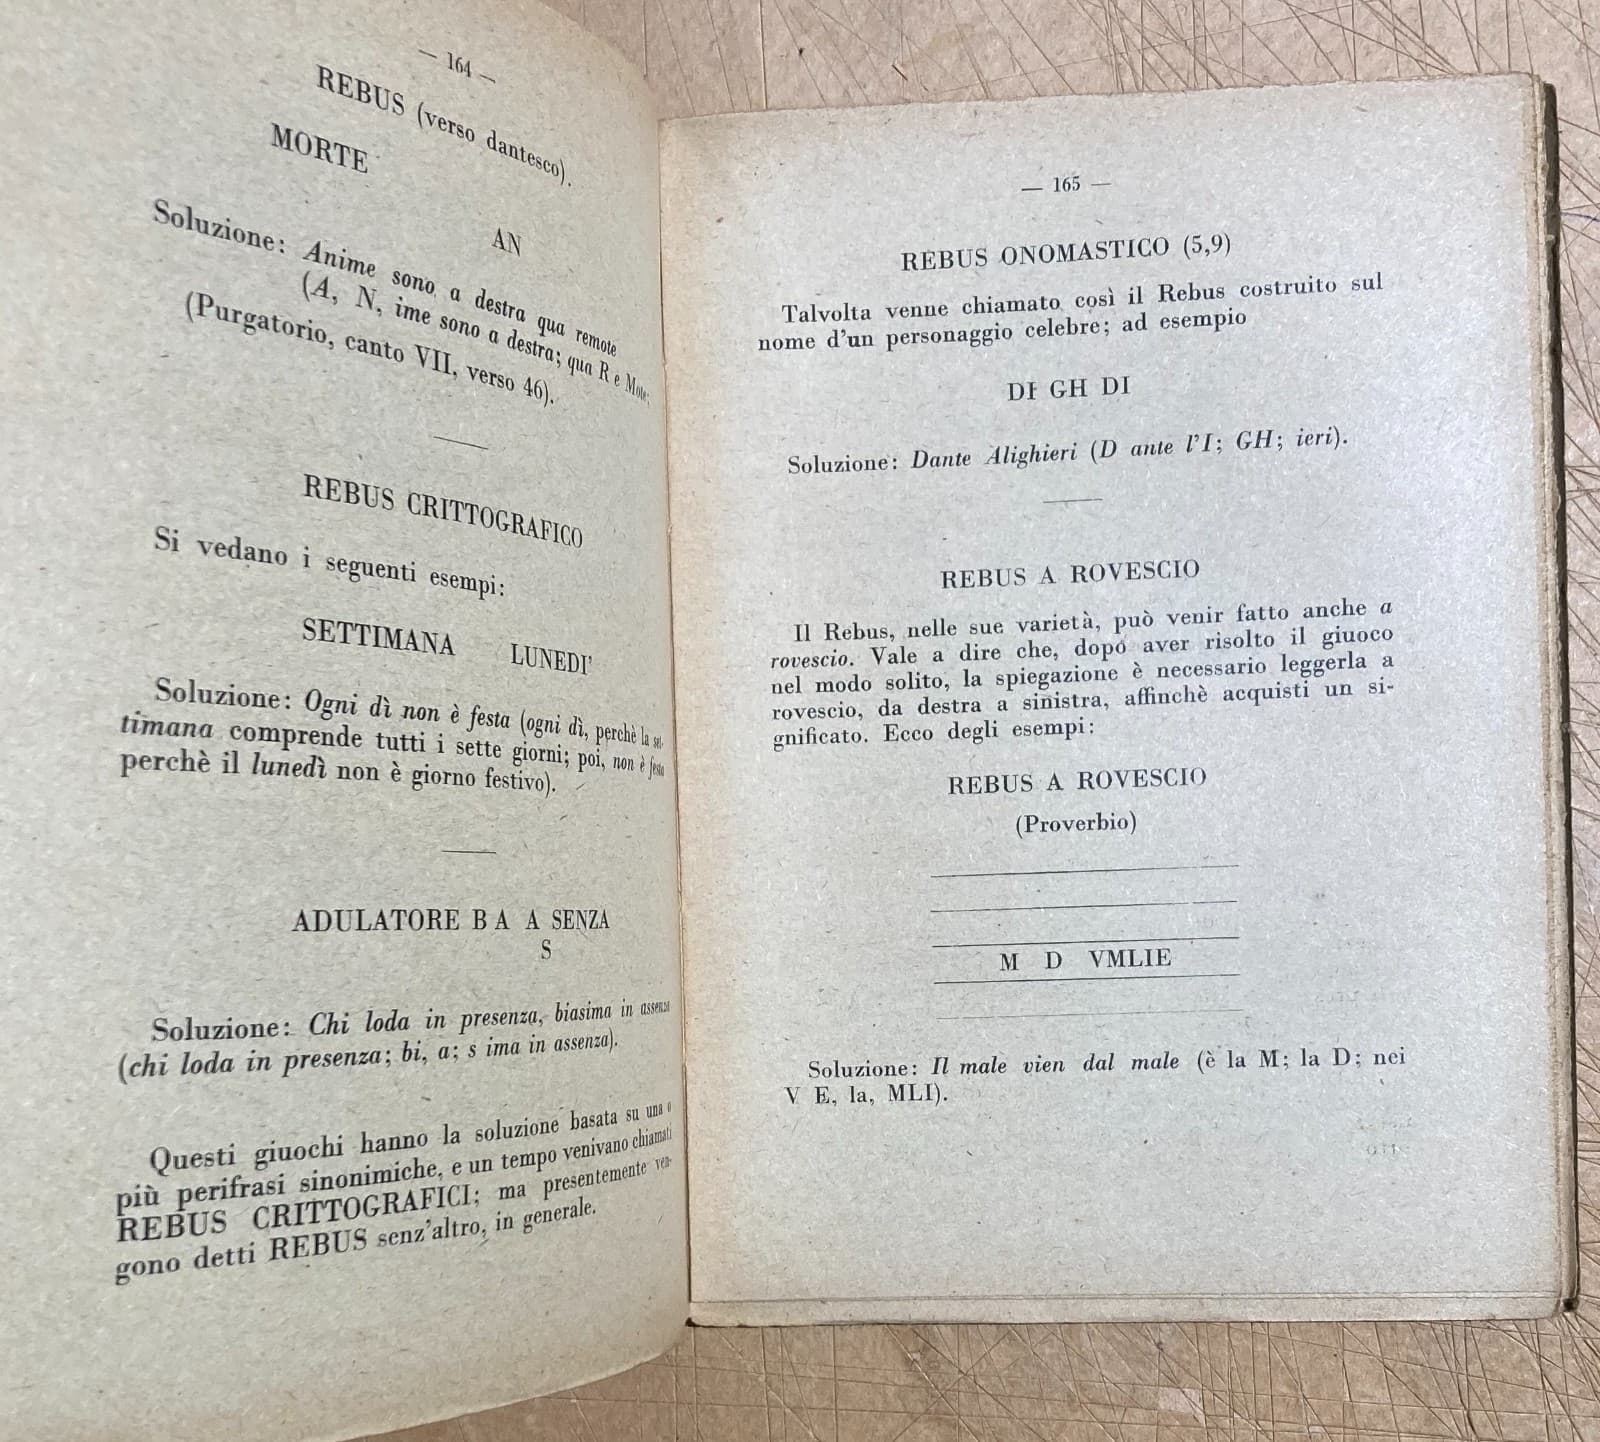 — 164 —
REBUS (verso dantesco).
MORTE
AN
Soluzione: Anime sono a destra qua remote
(A, N, ime sono a destra; qua R e Mote;
(Purgatorio, canto VII, verso 46).
REBUS CRITTOGRAFICO
Si vedano i seguenti esempi:
SETTIMANA LUNEDI'
Soluzione: Ogni dì non è festa (ogni dì, perchè la set-
timana comprende tutti i sette giorni; poi, non è festa
perchè il lunedì non è giorno festivo).
ADULATORE B A A SENZA
S
Soluzione: Chi loda in presenza, biasima in assenza
(chi loda in presenza; bi, a; s ima in assenza).
Questi giuochi hanno la soluzione basata su una o
più perifrasi sinonimiche, e un tempo venivano chiamati
REBUS CRITTOGRAFICI; ma presentemente ven-
gono detti REBUS senz'altro, in generale.
— 165 —
REBUS ONOMASTICO (5,9)
Talvolta venne chiamato così il Rebus costruito sul
nome d'un personaggio celebre; ad esempio
DI GH DI
Soluzione: Dante Alighieri (D ante l'I; GH; ieri).
REBUS A ROVESCIO
Il Rebus, nelle sue varietà, può venir fatto anche a
rovescio. Vale a dire che, dopo aver risolto il giuoco
nel modo solito, la spiegazione è necessario leggerla a
rovescio, da destra a sinistra, affinchè acquisti un si-
gnificato. Ecco degli esempi:
REBUS A ROVESCIO
(Proverbio)
M D VMLIE
Soluzione: Il male vien dal male (è la M; la D; nei
V E, la, MLI).